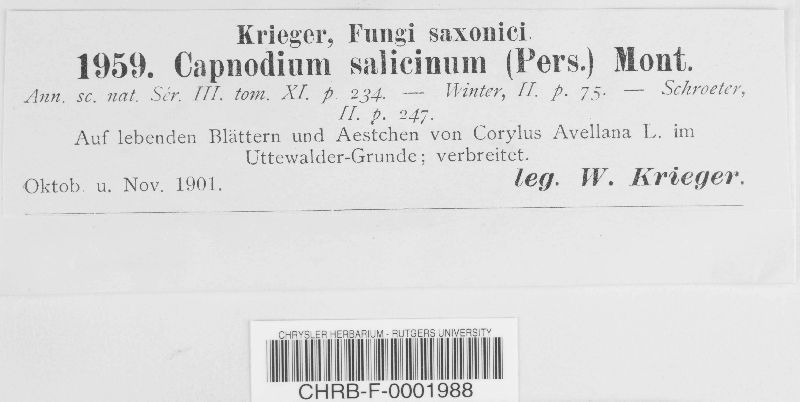 Krieger, Fungi saxonici.
1959. Capnodium salicinum (Pers.) Mont.
Ann. sc. nat. Sér. III. tom. XI. p. 234. — Winter, II. p. 75. — Schroeter,
II. p. 247.
Auf lebenden Blättern und Aestchen von Corylus Avellana L. im
Uttewalder-Grunde; verbreitet.
Oktob. u. Nov. 1901. leg. W. Krieger.
CHRYSLER HERBARIUM - RUTGERS UNIVERSITY
CHRB-F-0001988